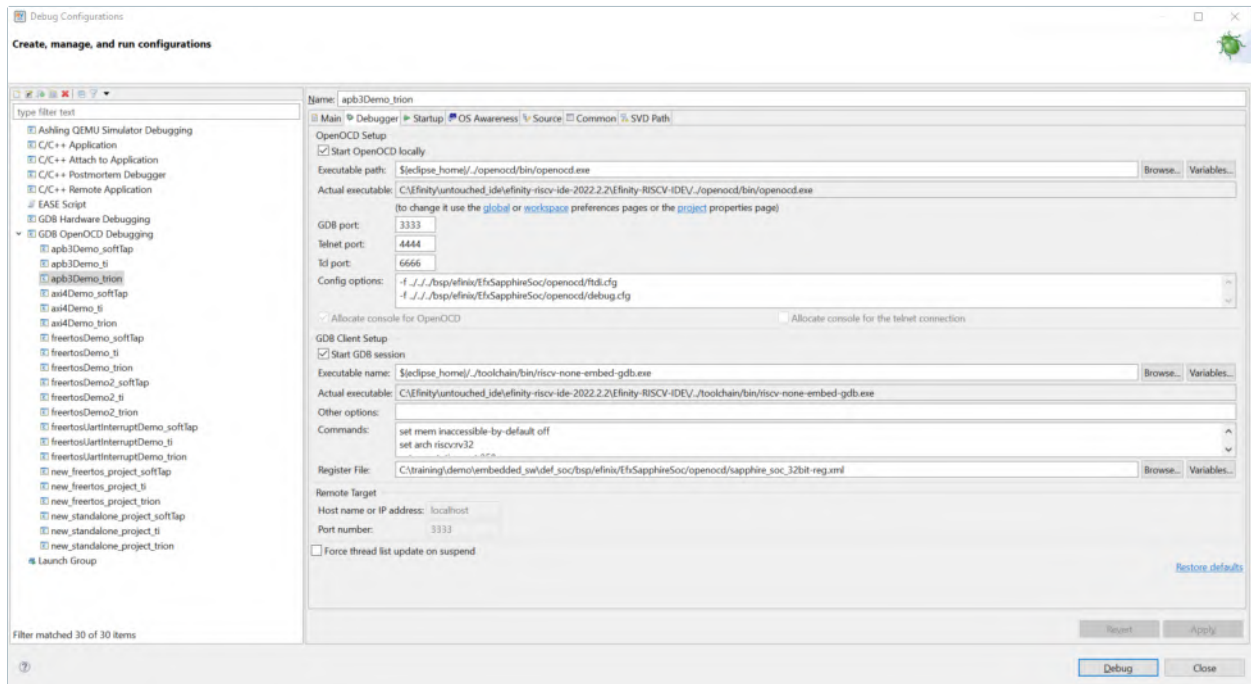 Debug Configurations
Create, manage, and run configurations
type filter text
Ashling QEMU Simulator Debugging
C/C++ Application
C/C++ Attach to Application
C/C++ Postmortem Debugger
C/C++ Remote Application
EASE Script
GDB Hardware Debugging
GDB OpenOCD Debugging
apb3Demo_softTap
apb3Demo_ti
apb3Demo_trion
axi4Demo_softTap
axi4Demo_ti
axi4Demo_trion
freertosDemo_softTap
freertosDemo_ti
freertosDemo_trion
freertosDemo2_softTap
freertosDemo2_ti
freertosDemo2_trion
freertosUartInterruptDemo_softTap
freertosUartInterruptDemo_ti
freertosUartInterruptDemo_trion
new_freertos_project_softTap
new_freertos_project_ti
new_freertos_project_trion
new_standalone_project_softTap
new_standalone_project_ti
new_standalone_project_trion
Launch Group
Filter matched 30 of 30 items
Name: apb3Demo_trion
Main Debugger Startup OS Awareness Source Common SVD Path
OpenOCD Setup
Start OpenOCD locally
Executable path: ${eclipse_home}/../openocd/bin/openocd.exe Browse... Variables...
Actual executable: C:\Efinity\untouched_ide\efinity-riscv-ide-2022.2.2\Efinity-RISCV-IDE\/../openocd/bin/openocd.exe
(to change it use the global or workspace preferences pages or the project properties page)
GDB port: 3333
Telnet port: 4444
Tcl port: 6666
Config options: -f ../../../bsp/efinix/EfxSapphireSoc/openocd/ftdi.cfg
-f ../../../bsp/efinix/EfxSapphireSoc/openocd/debug.cfg
Allocate console for OpenOCD Allocate console for the telnet connection
GDB Client Setup
Start GDB session
Executable name: ${eclipse_home}/../toolchain/bin/riscv-none-embed-gdb.exe Browse... Variables...
Actual executable: C:\Efinity\untouched_ide\efinity-riscv-ide-2022.2.2\Efinity-RISCV-IDE\/../toolchain/bin/riscv-none-embed-gdb.exe
Other options:
Commands: set mem inaccessible-by-default off
set arch riscv:rv32
Register File: C:\training\demo\embedded_sw\def_soc/bsp/efinix/EfxSapphireSoc/openocd/sapphire_soc_32bit-reg.xml Browse... Variables...
Remote Target
Host name or IP address: localhost
Port number: 3333
Force thread list update on suspend
Restore defaults
Revert Apply
Debug Close